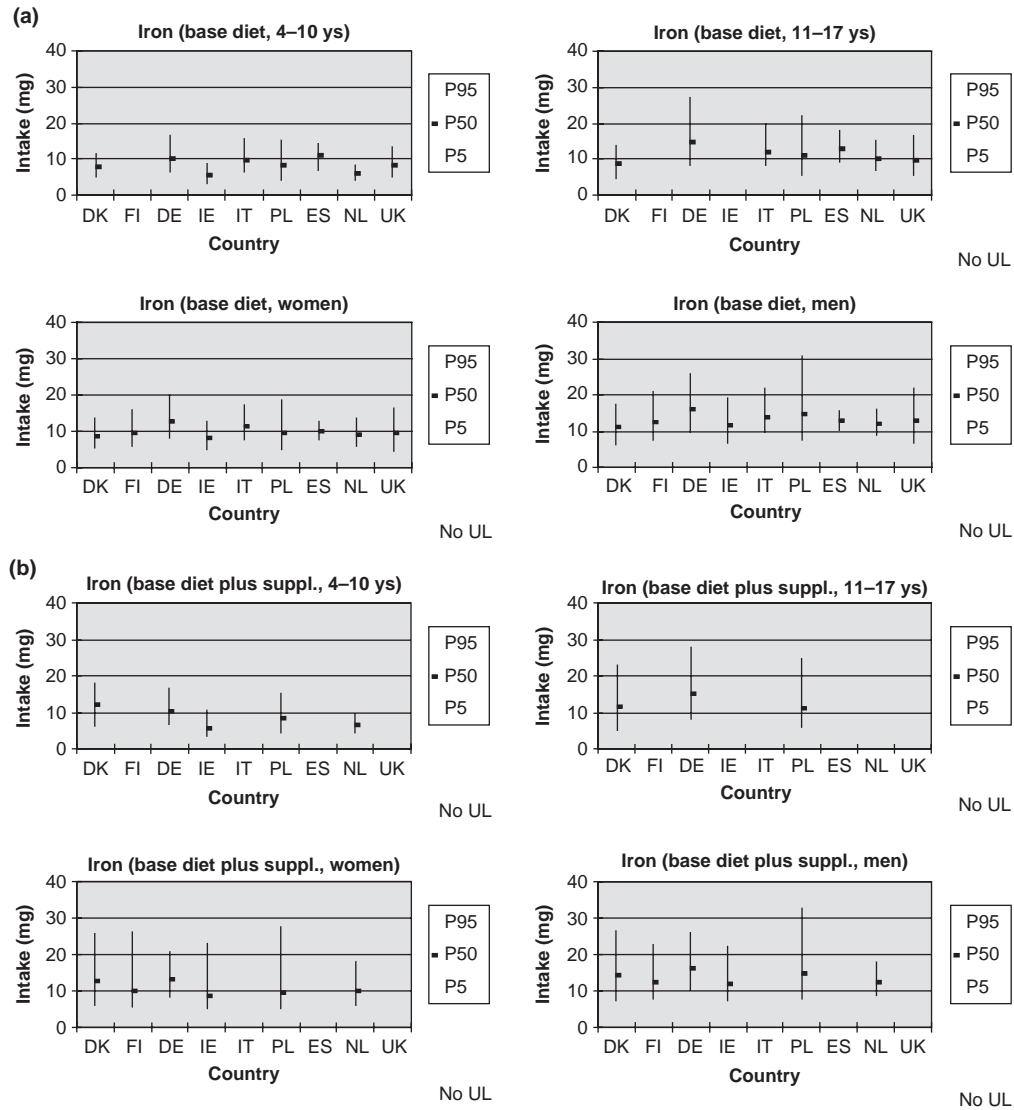 (a)
Iron (base diet, 4–10 ys)
40
30
20
10
0
Intake (mg)
DK FI DE IE IT PL ES NL UK
Country
P95
P50
P5
Iron (base diet, 11–17 ys)
40
30
20
10
0
Intake (mg)
DK FI DE IE IT PL ES NL UK
Country
P95
P50
P5
No UL
Iron (base diet, women)
40
30
20
10
0
Intake (mg)
DK FI DE IE IT PL ES NL UK
Country
P95
P50
P5
No UL
Iron (base diet, men)
40
30
20
10
0
Intake (mg)
DK FI DE IE IT PL ES NL UK
Country
P95
P50
P5
No UL
(b)
Iron (base diet plus suppl., 4–10 ys)
40
30
20
10
0
Intake (mg)
DK FI DE IE IT PL ES NL UK
Country
P95
P50
P5
No UL
Iron (base diet plus suppl., 11–17 ys)
40
30
20
10
0
Intake (mg)
DK FI DE IE IT PL ES NL UK
Country
P95
P50
P5
No UL
Iron (base diet plus suppl., women)
40
30
20
10
0
Intake (mg)
DK FI DE IE IT PL ES NL UK
Country
P95
P50
P5
No UL
Iron (base diet plus suppl., men)
40
30
20
10
0
Intake (mg)
DK FI DE IE IT PL ES NL UK
Country
P95
P50
P5
No UL